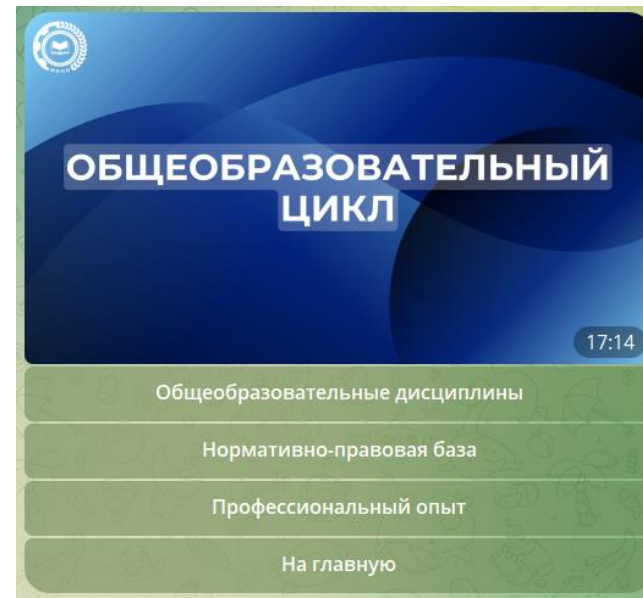 ОБЩЕОБРАЗОВАТЕЛЬНЫЙ
ЦИКЛ
17:14
Общеобразовательные дисциплины
Нормативно-правовая база
Профессиональный опыт
На главную